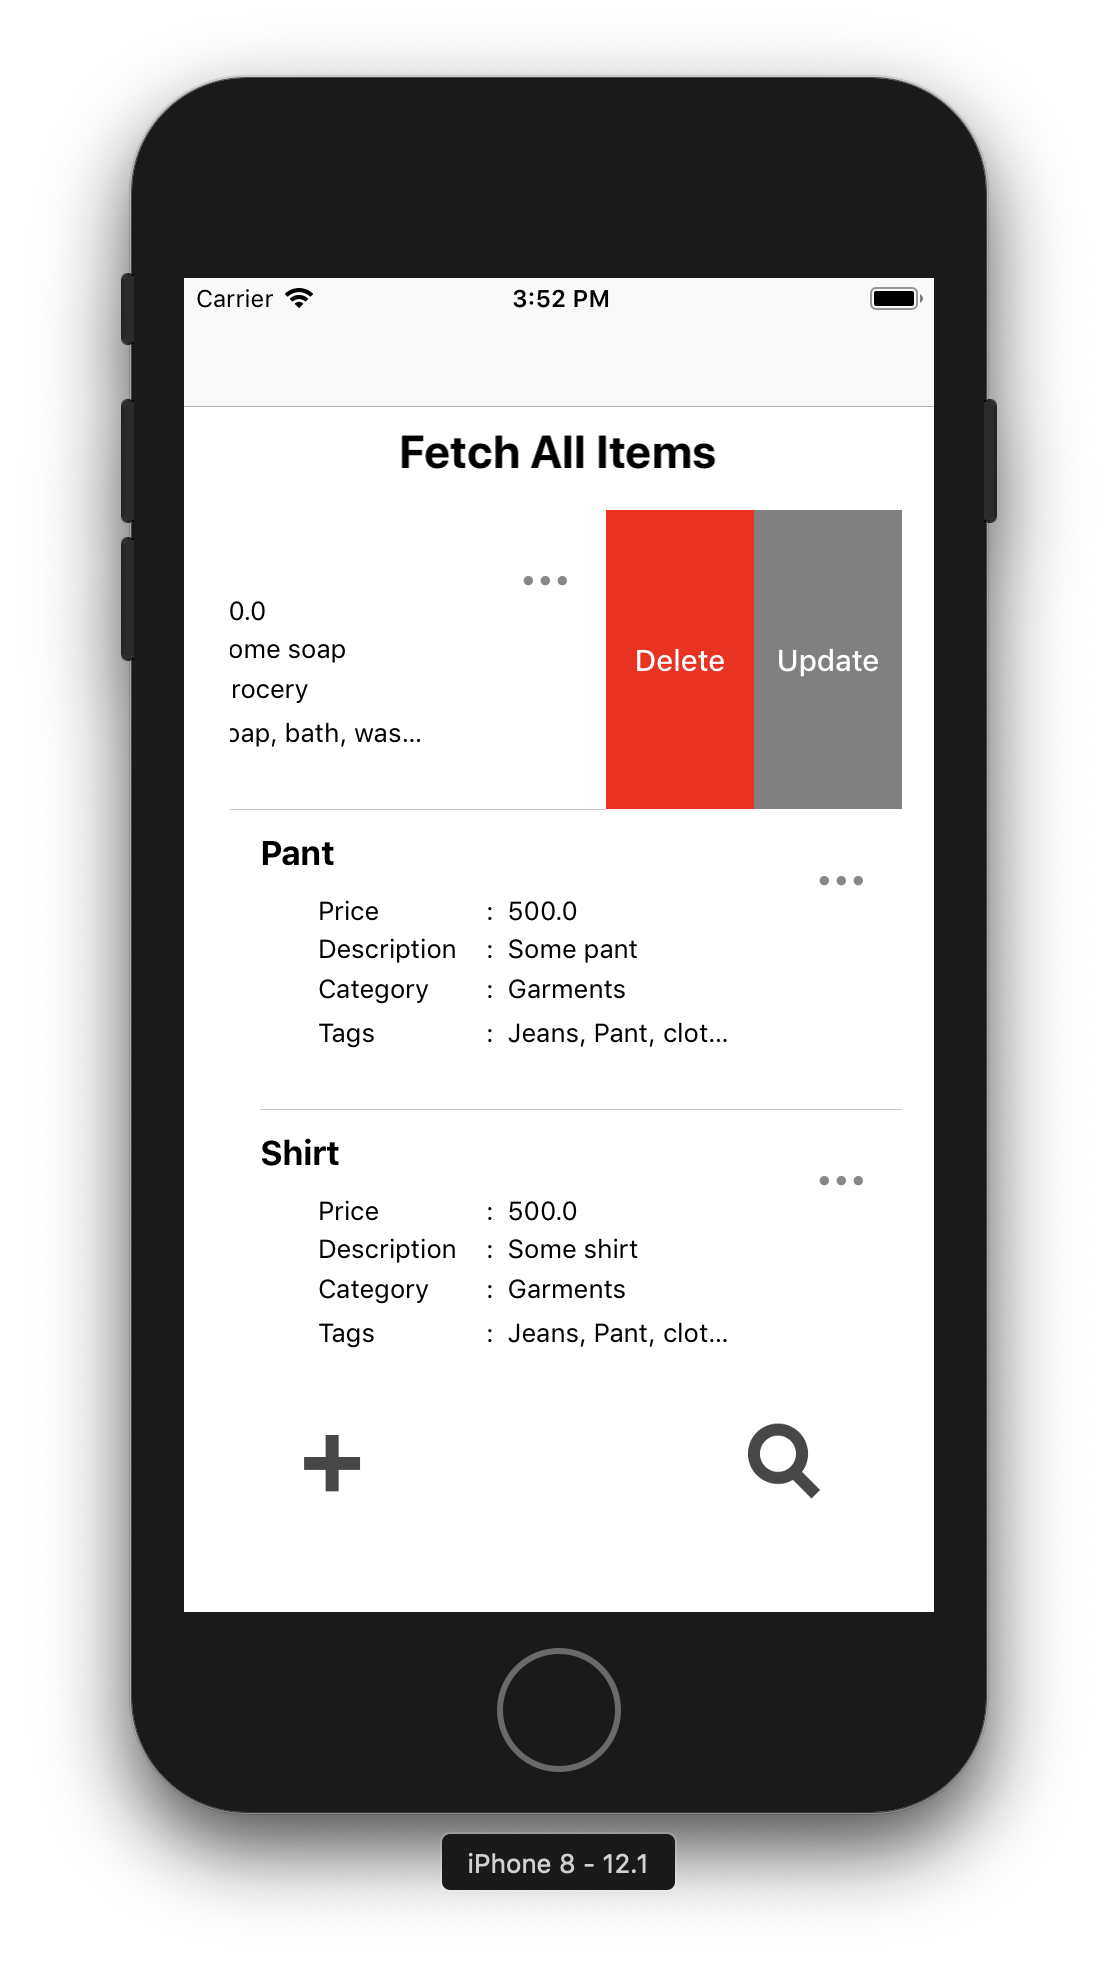 Carrier 3:52 PM
Fetch All Items
0.0
ome soap
rocery
oap, bath, was...
Delete Update
Pant
Price : 500.0
Description : Some pant
Category : Garments
Tags : Jeans, Pant, clot...
Shirt
Price : 500.0
Description : Some shirt
Category : Garments
Tags : Jeans, Pant, clot...
iPhone 8 - 12.1